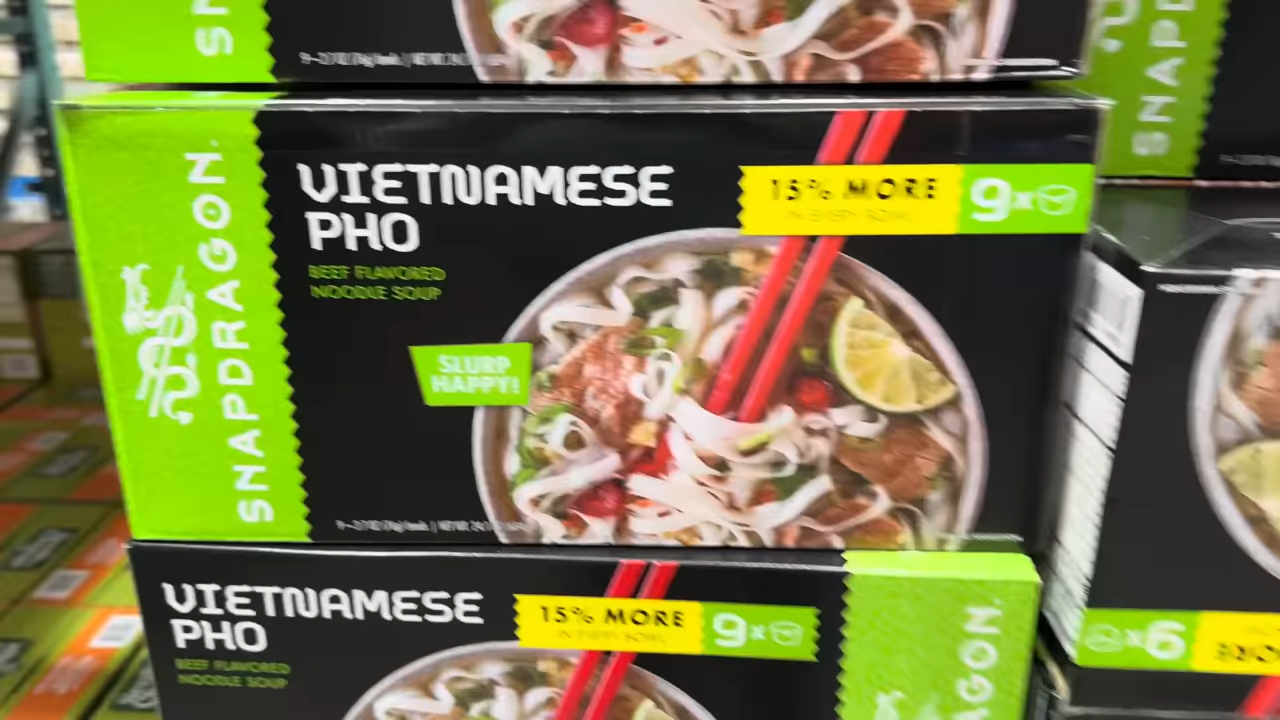 SNAPDRAGON
VIETNAMESE
PHO
BEEF FLAVORED
NOODLE SOUP
15% MORE
IN EVERY BOWL
9x
SLURP
HAPPY!
VIETNAMESE
PHO
BEEF FLAVORED
NOODLE SOUP
15% MORE
IN EVERY BOWL
9x
x6